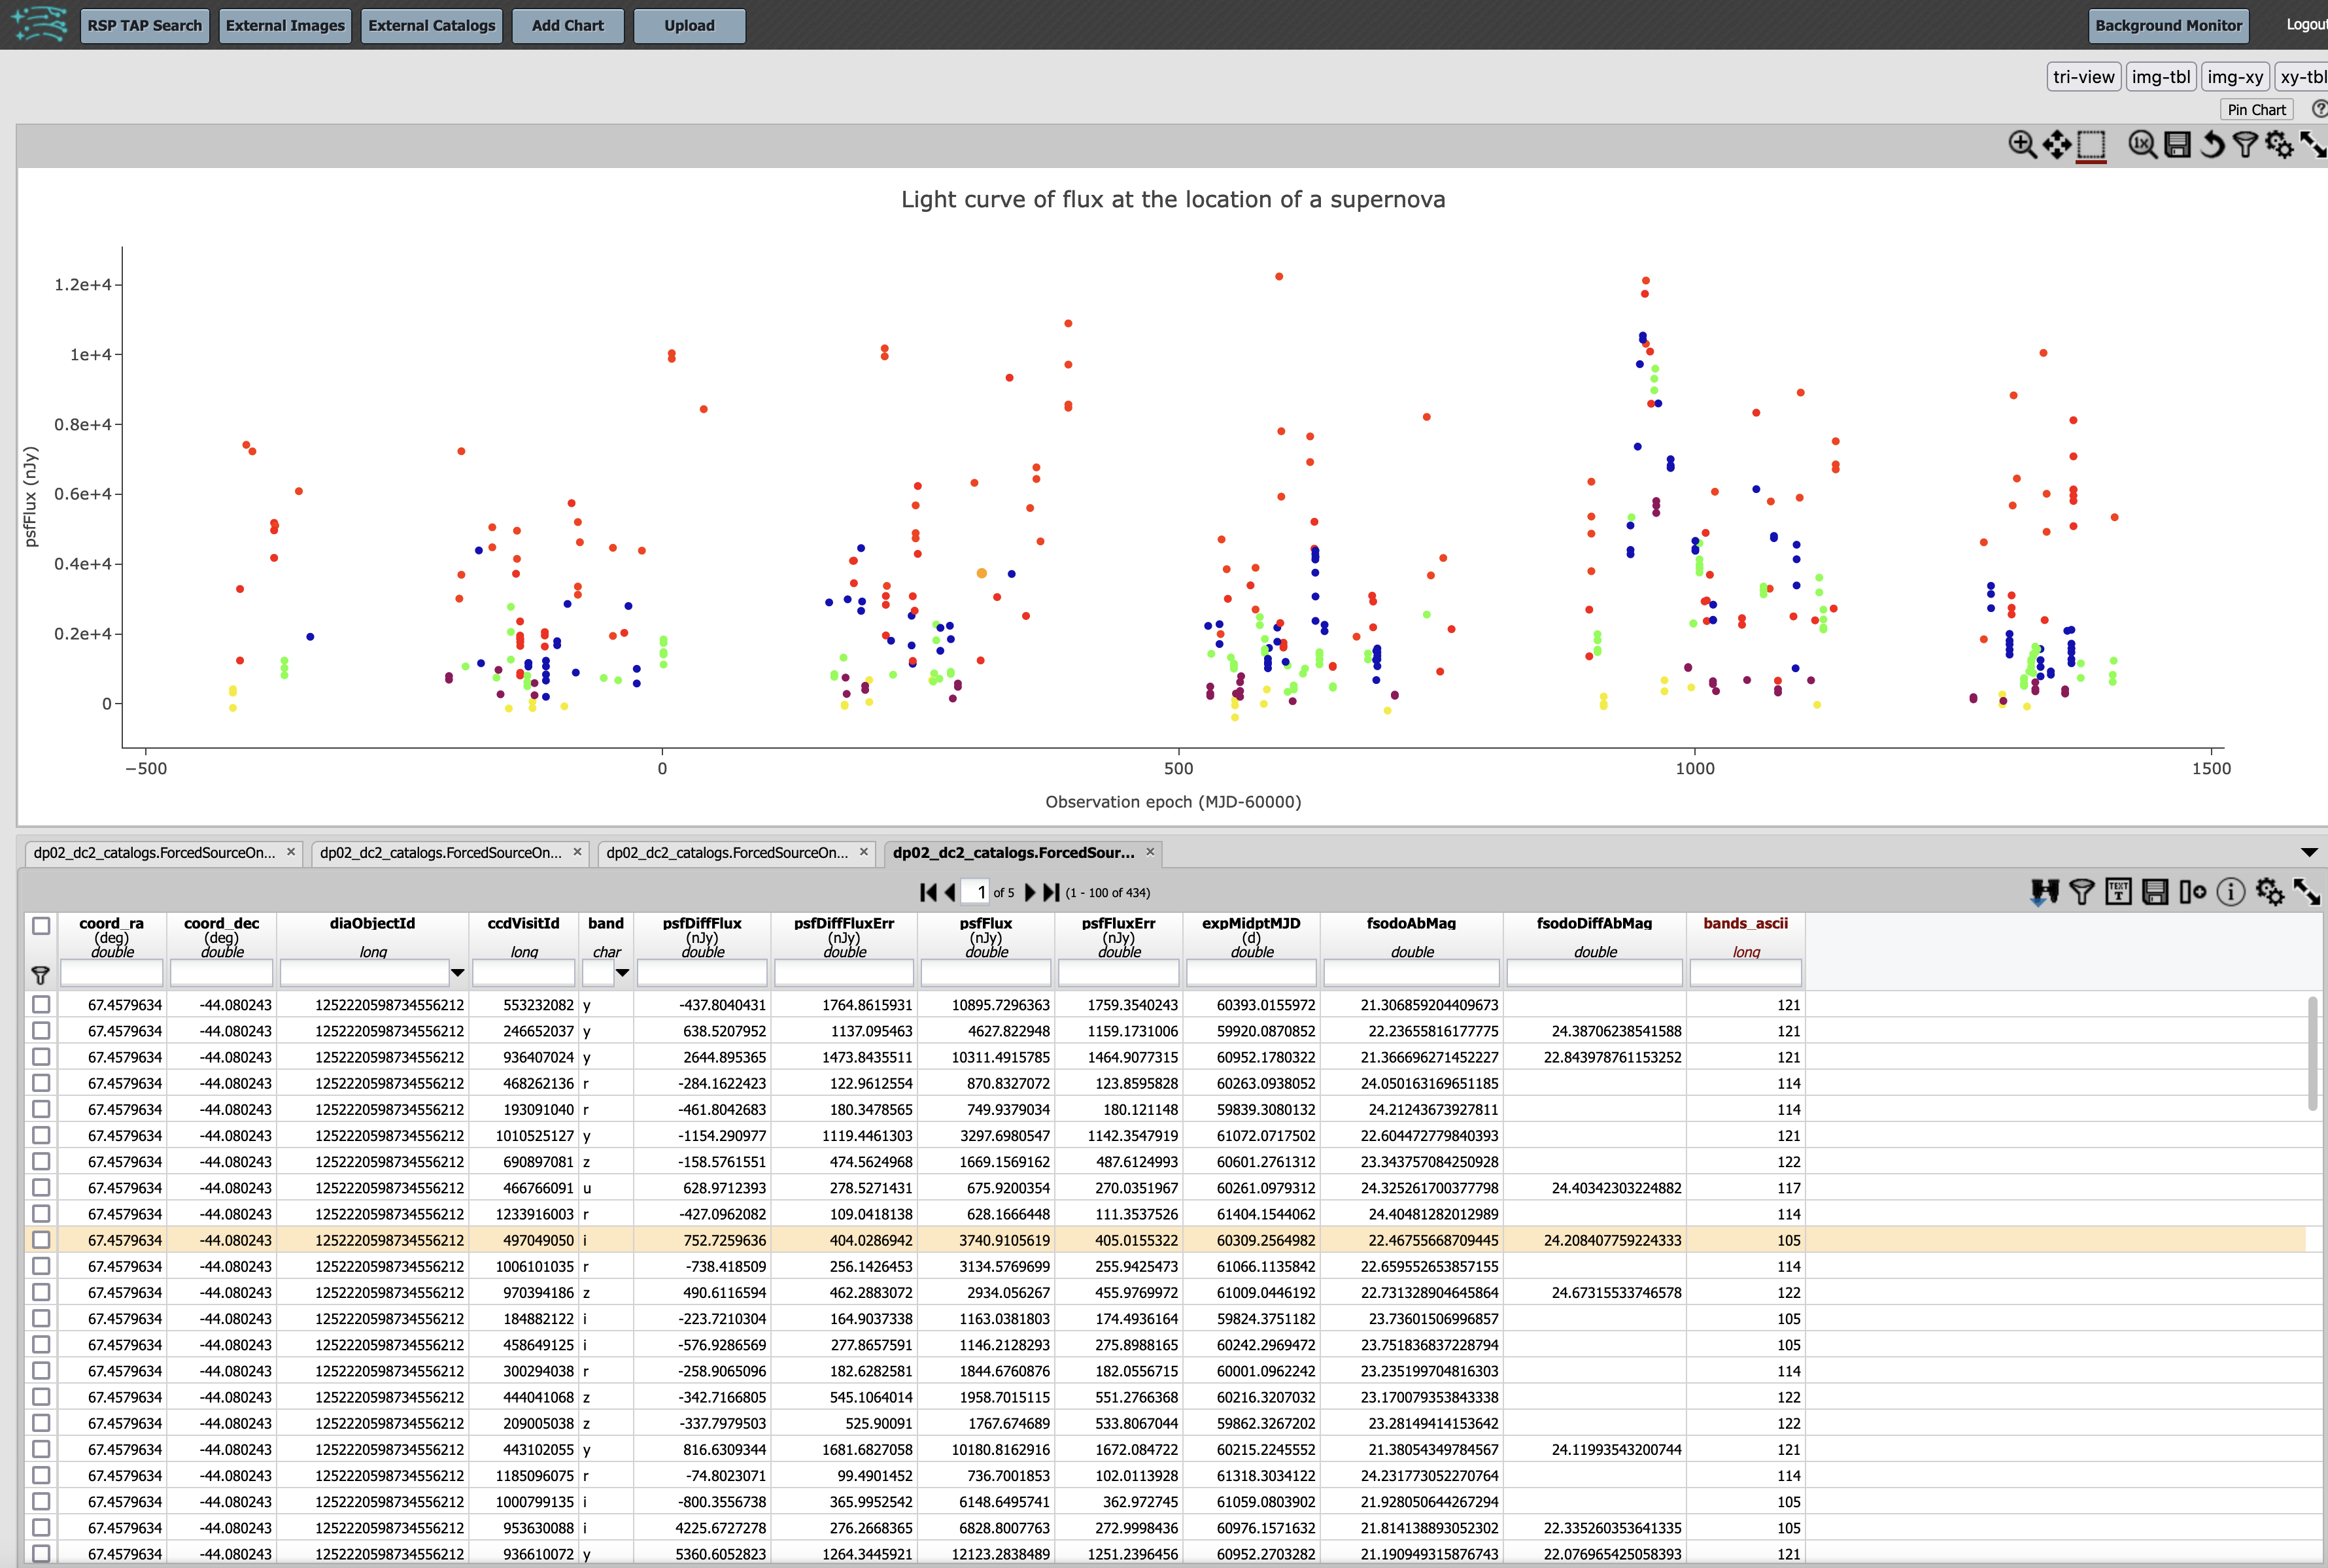 RSP TAP Search External Images External Catalogs Add Chart Upload Background Monitor Logout
tri-view img-tbl img-xy xy-tbl
Pin Chart ?
1x
Light curve of flux at the location of a supernova
1.2e+4
1e+4
0.8e+4
0.6e+4
0.4e+4
0.2e+4
0
psfFlux (nJy)
−500 0 500 1000 1500
Observation epoch (MJD-60000)
dp02_dc2_catalogs.ForcedSourceOn... × dp02_dc2_catalogs.ForcedSourceOn... × dp02_dc2_catalogs.ForcedSourceOn... × dp02_dc2_catalogs.ForcedSour... ×
1 of 5 (1 - 100 of 434) TEXT T i
coord_ra coord_dec diaObjectId ccdVisitId band psfDiffFlux psfDiffFluxErr psfFlux psfFluxErr expMidptMJD fsodoAbMag fsodoDiffAbMag bands_ascii
(deg) (deg) (nJy) (nJy) (nJy) (nJy) (d)
double double long long char double double double double double double double long
67.4579634 -44.080243 1252220598734556212 553232082 y -437.8040431 1764.8615931 10895.7296363 1759.3540243 60393.0155972 21.306859204409673 121
67.4579634 -44.080243 1252220598734556212 246652037 y 638.5207952 1137.095463 4627.822948 1159.1731006 59920.0870852 22.23655816177775 24.38706238541588 121
67.4579634 -44.080243 1252220598734556212 936407024 y 2644.895365 1473.8435511 10311.4915785 1464.9077315 60952.1780322 21.366696271452227 22.843978761153252 121
67.4579634 -44.080243 1252220598734556212 468262136 r -284.1622423 122.9612554 870.8327072 123.8595828 60263.0938052 24.050163169651185 114
67.4579634 -44.080243 1252220598734556212 193091040 r -461.8042683 180.3478565 749.9379034 180.121148 59839.3080132 24.21243673927811 114
67.4579634 -44.080243 1252220598734556212 1010525127 y -1154.290977 1119.4461303 3297.6980547 1142.3547919 61072.0717502 22.604472779840393 121
67.4579634 -44.080243 1252220598734556212 690897081 z -158.5761551 474.5624968 1669.1569162 487.6124993 60601.2761312 23.343757084250928 122
67.4579634 -44.080243 1252220598734556212 466766091 u 628.9712393 278.5271431 675.9200354 270.0351967 60261.0979312 24.325261700377798 24.40342303224882 117
67.4579634 -44.080243 1252220598734556212 1233916003 r -427.0962082 109.0418138 628.1666448 111.3537526 61404.1544062 24.40481282012989 114
67.4579634 -44.080243 1252220598734556212 497049050 i 752.7259636 404.0286942 3740.9105619 405.0155322 60309.2564982 22.46755668709445 24.208407759224333 105
67.4579634 -44.080243 1252220598734556212 1006101035 r -738.418509 256.1426453 3134.5769699 255.9425473 61066.1135842 22.659552653857155 114
67.4579634 -44.080243 1252220598734556212 970394186 z 490.6116594 462.2883072 2934.056267 455.9769972 61009.0446192 22.731328904645864 24.67315533746578 122
67.4579634 -44.080243 1252220598734556212 184882122 i -223.7210304 164.9037338 1163.0381803 174.4936164 59824.3751182 23.73601506996857 105
67.4579634 -44.080243 1252220598734556212 458649125 i -576.9286569 277.8657591 1146.2128293 275.8988165 60242.2969472 23.751836837228794 105
67.4579634 -44.080243 1252220598734556212 300294038 r -258.9065096 182.6282581 1844.6760876 182.0556715 60001.0962242 23.235199704816303 114
67.4579634 -44.080243 1252220598734556212 444041068 z -342.7166805 545.1064014 1958.7015115 551.2766368 60216.3207032 23.170079353843338 122
67.4579634 -44.080243 1252220598734556212 209005038 z -337.7979503 525.90091 1767.674689 533.8067044 59862.3267202 23.28149414153642 122
67.4579634 -44.080243 1252220598734556212 443102055 y 816.6309344 1681.6827058 10180.8162916 1672.084722 60215.2245552 21.38054349784567 24.11993543200744 121
67.4579634 -44.080243 1252220598734556212 1185096075 r -74.8023071 99.4901452 736.7001853 102.0113928 61318.3034122 24.231773052270764 114
67.4579634 -44.080243 1252220598734556212 1000799135 i -800.3556738 365.9952542 6148.6495741 362.972745 61059.0803902 21.928050644267294 105
67.4579634 -44.080243 1252220598734556212 953630088 i 4225.6727278 276.2668365 6828.8007763 272.9998436 60976.1571632 21.814138893052302 22.335260353641335 105
67.4579634 -44.080243 1252220598734556212 936610072 y 5360.6052823 1264.3445921 12123.2838489 1251.2396456 60952.2703282 21.190949315876743 22.076965425058393 121